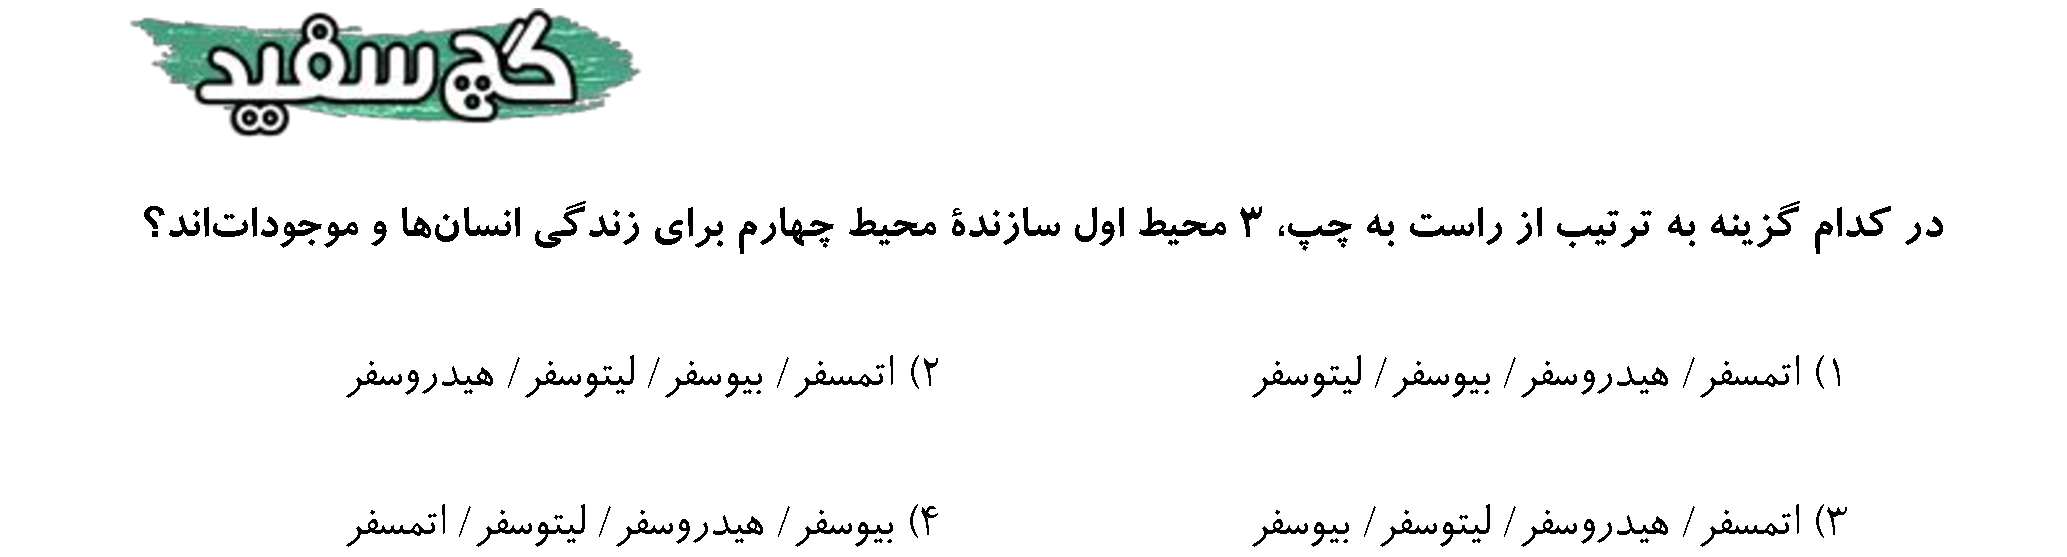 گچ سفید
در کدام گزینه به ترتیب از راست به چپ، ۳ محیط اول سازندهٔ محیط چهارم برای زندگی انسان‌ها و موجودات‌اند؟
۱) اتمسفر / هیدروسفر / بیوسفر / لیتوسفر
۲) اتمسفر / بیوسفر / لیتوسفر / هیدروسفر
۳) اتمسفر / هیدروسفر / لیتوسفر / بیوسفر
۴) بیوسفر / هیدروسفر / لیتوسفر / اتمسفر